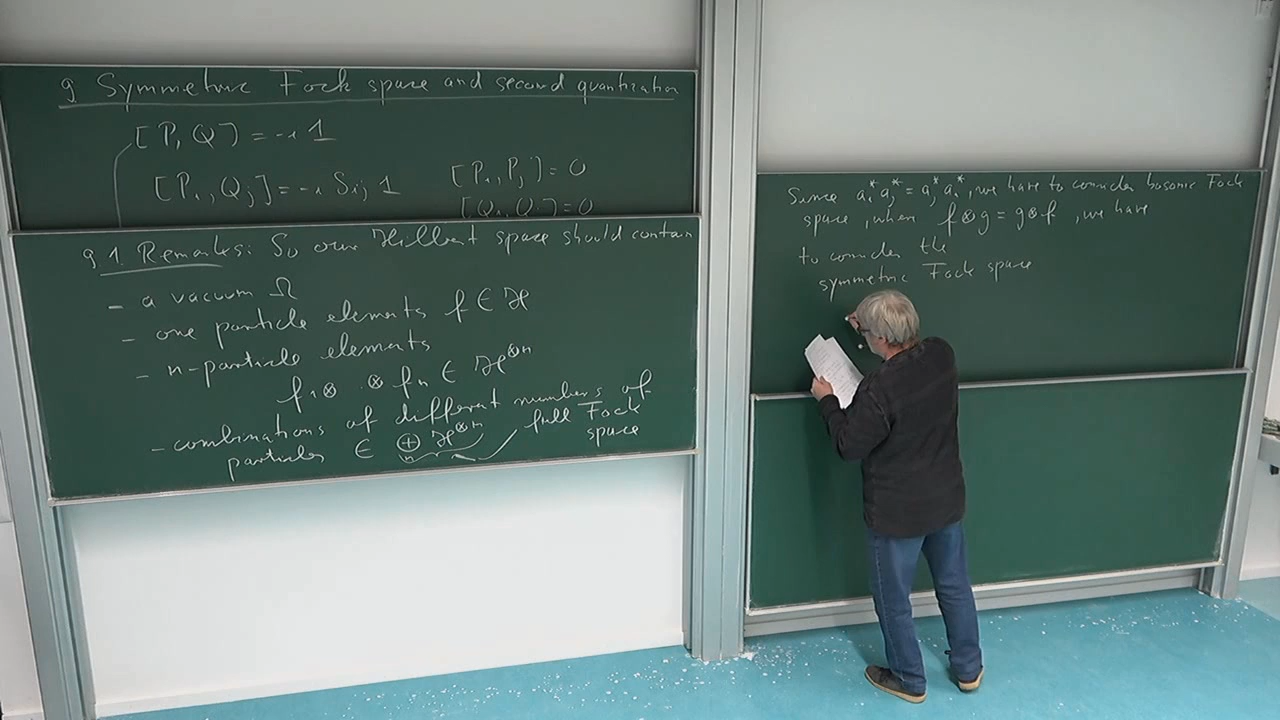 9 Symmetric Fock space and second quantization
[P, Q] = -i 1
[P_i, Q_j] = -i δ_ij 1 [P_i, P_j] = 0
[Q_i, Q_j] = 0
9.1 Remarks: So our Hilbert space should contain
- a vacuum Ω
- one particle elements f ∈ ℋ
- n-particle elements
f_1 ⊗ ⊗ f_n ∈ ℋ^⊗n
- combinations of different numbers of
particles ∈ ⊕_n ℋ^⊗n full Fock
space
Since a_i^* a_j^* = a_j^* a_i^*, we have to consider bosonic Fock
space, when f ⊗ g = g ⊗ f, we have
to consider the
symmetric Fock space